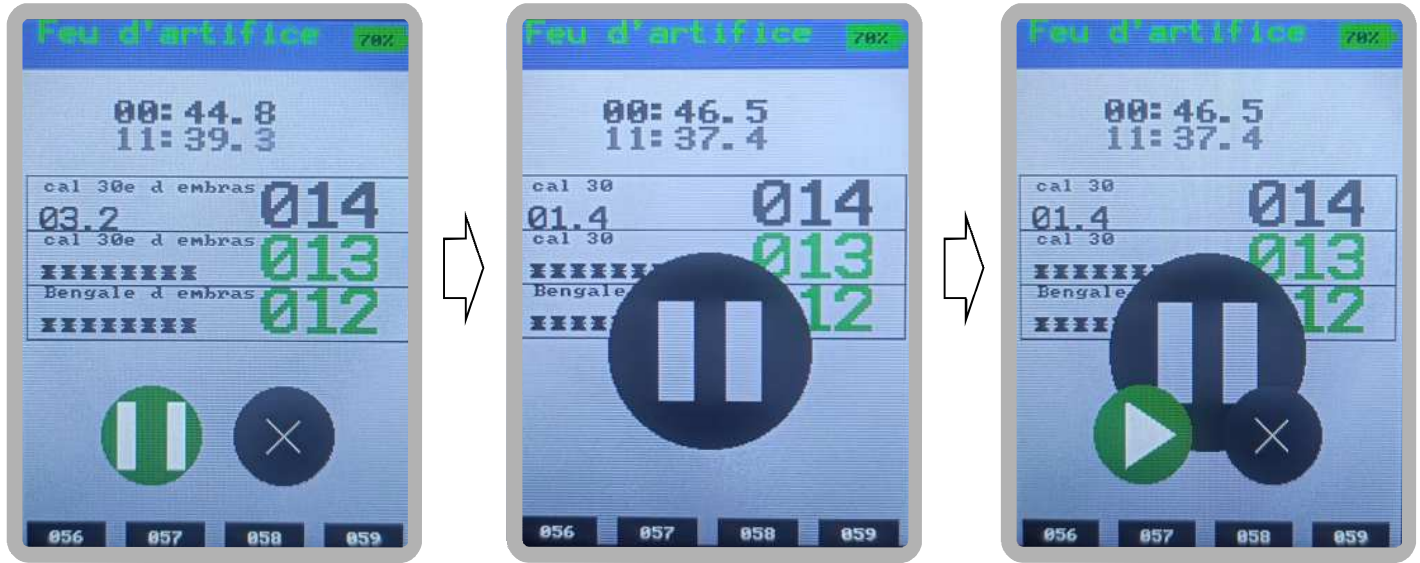 Feu d'artifice 70%
00:44.8
11:39.3
cal 30e d embras 014
03.2
cal 30e d embras 013
Bengale d embras 012
056 057 058 059
Feu d'artifice 70%
00:46.5
11:37.4
cal 30 014
01.4
cal 30 013
Bengale 12
056 057 058 059
Feu d'artifice 70%
00:46.5
11:37.4
cal 30 014
01.4
cal 30 013
Bengale 12
056 057 058 059